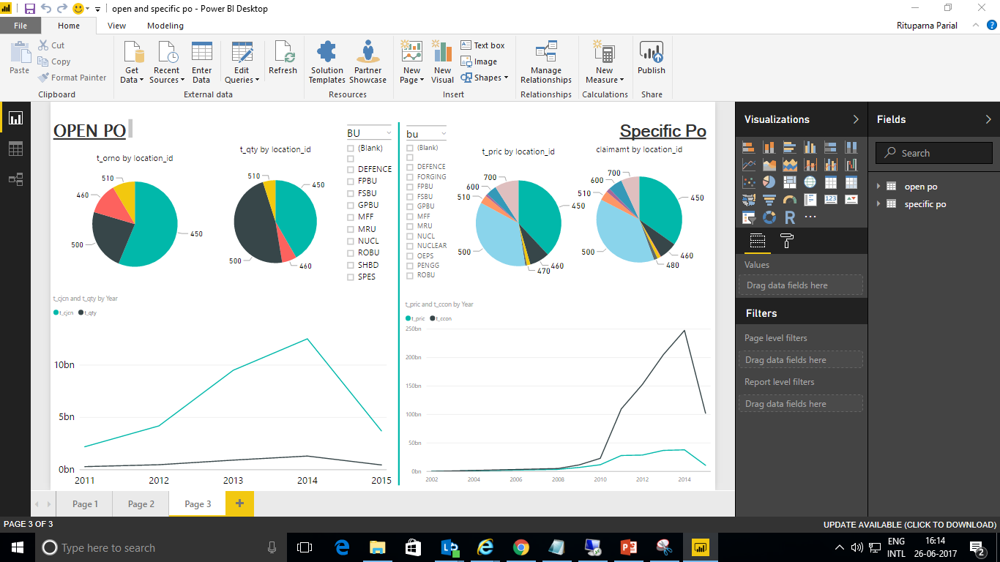 open and specific po - Power BI Desktop
File Home View Modeling Rituparna Parial
Paste
Cut
Copy
Format Painter
Clipboard
Get Data
Recent Sources
Enter Data
Edit Queries
Refresh
External data
Solution Templates
Partner Showcase
Resources
New Page
New Visual
Text box
Image
Shapes
Insert
Manage Relationships
Relationships
New Measure
Calculations
Publish
Share
OPEN PO
t_orno by location_id
510
460
500
450
t_qty by location_id
510
450
500
460
BU
(Blank)
DEFENCE
FPBU
FSBU
GPBU
MFF
MRU
NUCL
ROBU
SHBD
SPES
t_cjcn and t_qty by Year
t_cjcn t_qty
10bn
5bn
0bn
2011 2012 2013 2014 2015
Specific Po
bu
(Blank)
DEFENCE
FORGING
FPBU
FSBU
GPBU
MFF
MRU
NUCL
NUCLEAR
OEPS
PENGG
ROBU
t_pric by location_id
700
600
510
450
500
460
470
claimamt by location_id
700
600
510
450
500
460
480
t_pric and t_ccon by Year
t_pric t_ccon
250bn
200bn
150bn
100bn
50bn
0bn
2002 2004 2006 2008 2010 2012 2014
Visualizations
R
123
Values
Drag data fields here
Filters
Page level filters
Drag data fields here
Report level filters
Drag data fields here
Fields
Search
open po
specific po
Page 1 Page 2 Page 3 +
PAGE 3 OF 3 UPDATE AVAILABLE (CLICK TO DOWNLOAD)
Type here to search
ENG
INTL
16:14
26-06-2017
2